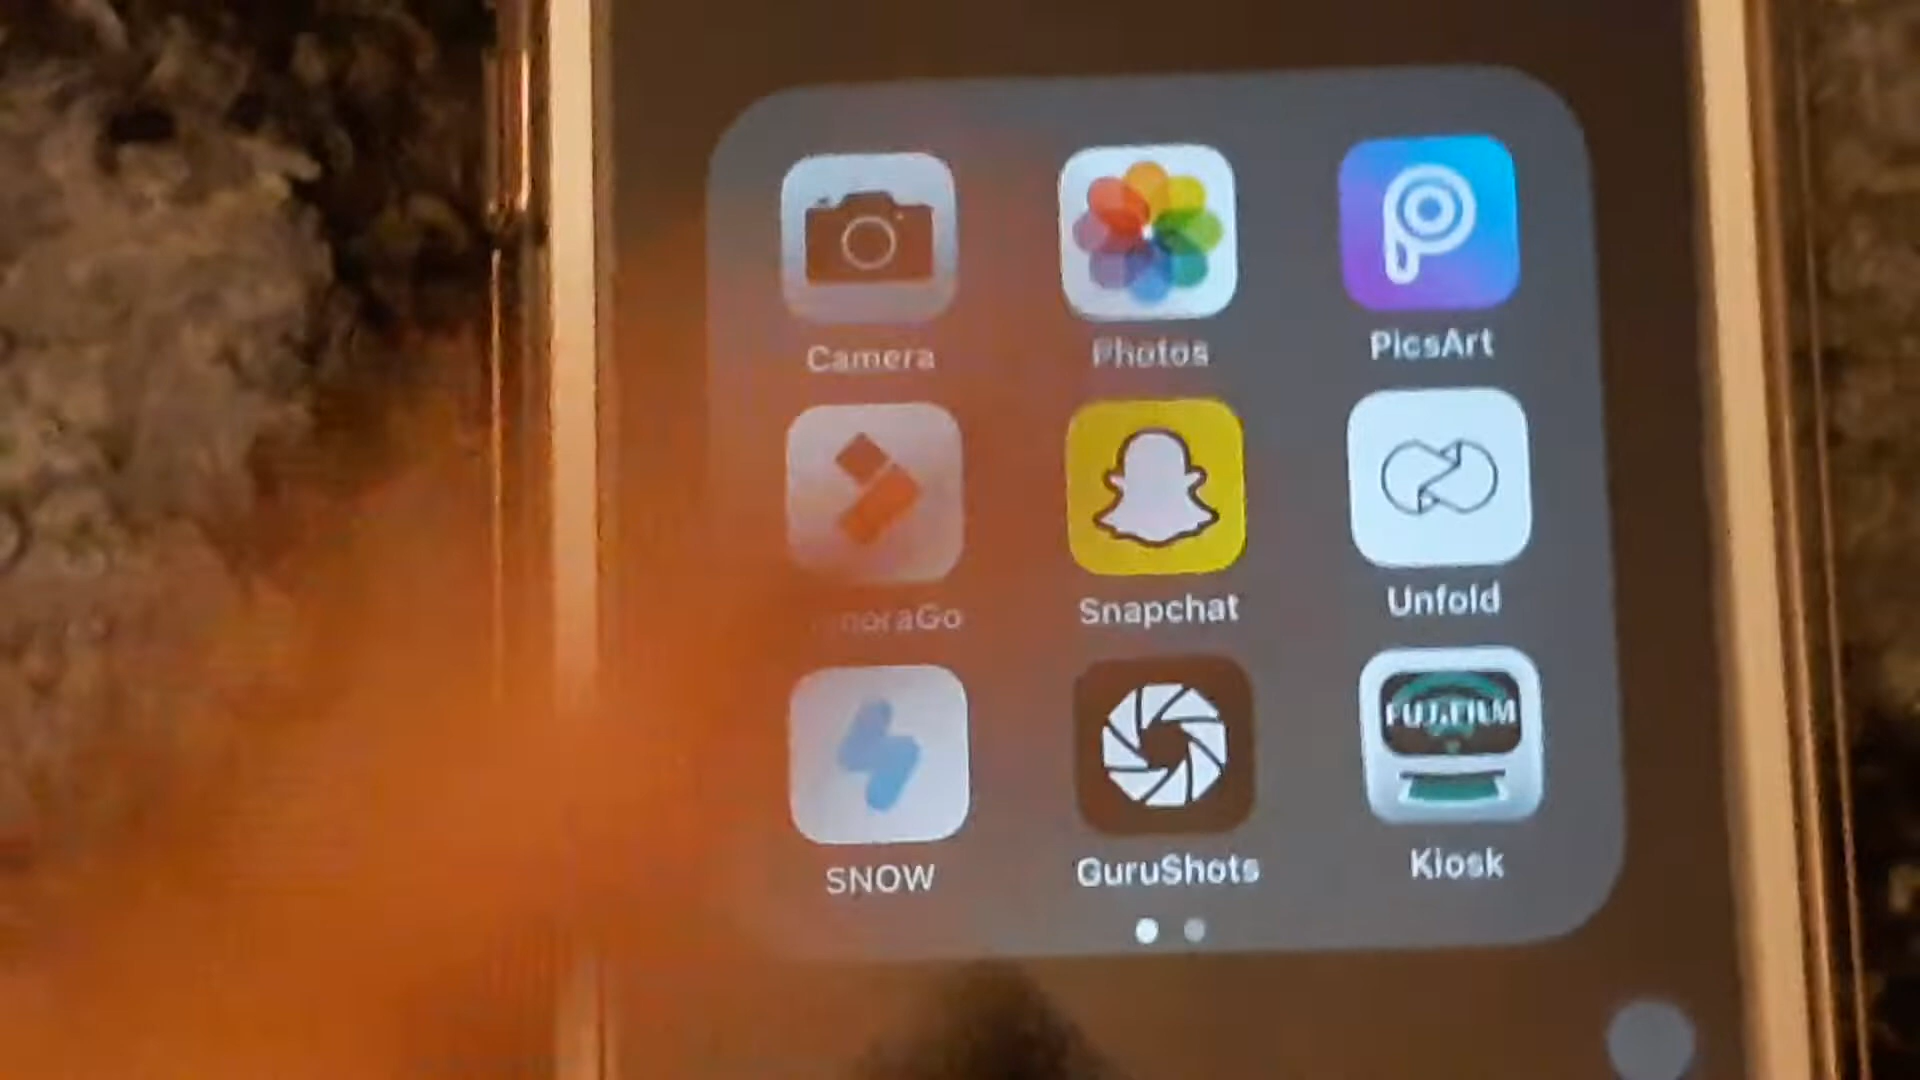 Camera
Photos
PicsArt
Snapchat
Unfold
FUJIFILM
SNOW
GuruShots
Kiosk